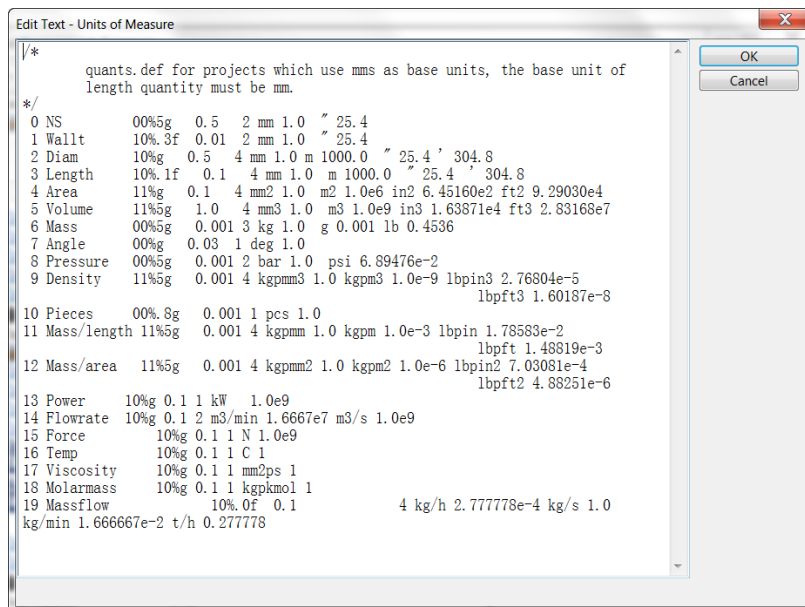 Edit Text - Units of Measure
/*
quants.def for projects which use mms as base units, the base unit of
length quantity must be mm.
*/
0 NS 00%5g 0.5 2 mm 1.0 ″ 25.4
1 Wallt 10%.3f 0.01 2 mm 1.0 ″ 25.4
2 Diam 10%g 0.5 4 mm 1.0 m 1000.0 ″ 25.4 ′ 304.8
3 Length 10%.1f 0.1 4 mm 1.0 m 1000.0 ″ 25.4 ′ 304.8
4 Area 11%g 0.1 4 mm2 1.0 m2 1.0e6 in2 6.45160e2 ft2 9.29030e4
5 Volume 11%5g 1.0 4 mm3 1.0 m3 1.0e9 in3 1.63871e4 ft3 2.83168e7
6 Mass 00%5g 0.001 3 kg 1.0 g 0.001 lb 0.4536
7 Angle 00%g 0.03 1 deg 1.0
8 Pressure 00%5g 0.001 2 bar 1.0 psi 6.89476e-2
9 Density 11%5g 0.001 4 kgpmm3 1.0 kgpm3 1.0e-9 lbpin3 2.76804e-5
lbpft3 1.60187e-8
10 Pieces 00%.8g 0.001 1 pcs 1.0
11 Mass/length 11%5g 0.001 4 kgpmm 1.0 kgpm 1.0e-3 lbpin 1.78583e-2
lbpft 1.48819e-3
12 Mass/area 11%5g 0.001 4 kgpmm2 1.0 kgpm2 1.0e-6 lbpin2 7.03081e-4
lbpft2 4.88251e-6
13 Power 10%g 0.1 1 kW 1.0e9
14 Flowrate 10%g 0.1 2 m3/min 1.6667e7 m3/s 1.0e9
15 Force 10%g 0.1 1 N 1.0e9
16 Temp 10%g 0.1 1 C 1
17 Viscosity 10%g 0.1 1 mm2ps 1
18 Molarmass 10%g 0.1 1 kgpkmol 1
19 Massflow 10%.0f 0.1 4 kg/h 2.777778e-4 kg/s 1.0
kg/min 1.666667e-2 t/h 0.277778
OK
Cancel